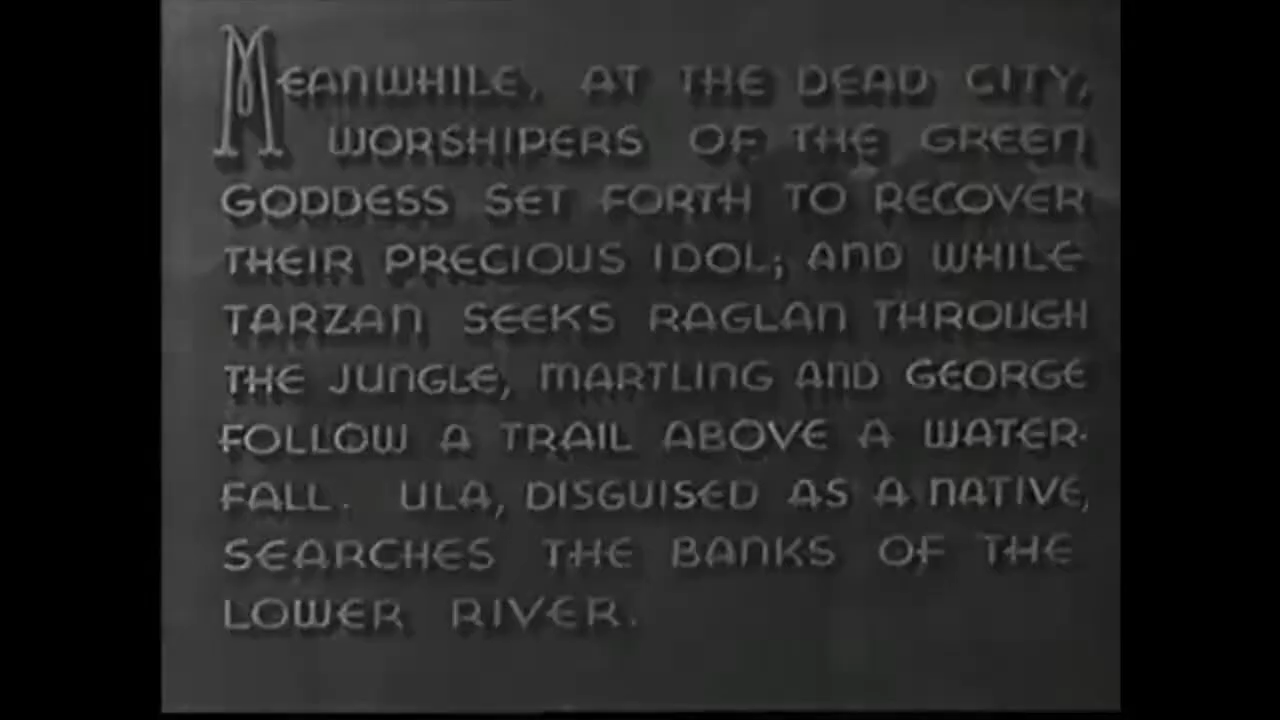 MEANWHILE, AT THE DEAD CITY,
WORSHIPERS OF THE GREEN
GODDESS SET FORTH TO RECOVER
THEIR PRECIOUS IDOL; AND WHILE
TARZAN SEEKS RAGLAN THROUGH
THE JUNGLE, MARTLING AND GEORGE
FOLLOW A TRAIL ABOVE A WATER-
FALL. ULA, DISGUISED AS A NATIVE,
SEARCHES THE BANKS OF THE
LOWER RIVER.